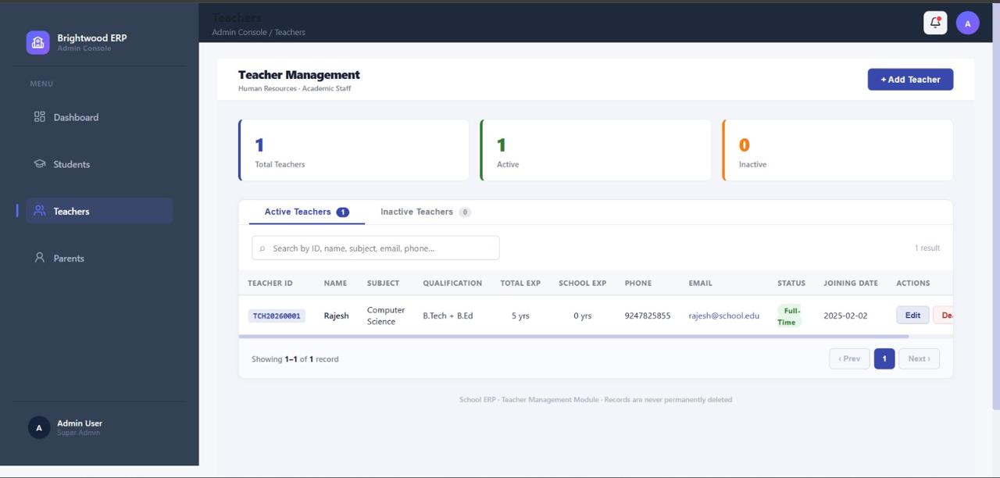 Brightwood ERP
Admin Console
MENU
Dashboard
Students
Teachers
Parents
A
Admin User
Super Admin
Teachers
Admin Console / Teachers
A
Teacher Management
Human Resources · Academic Staff
+ Add Teacher
1
Total Teachers
1
Active
0
Inactive
Active Teachers 1
Inactive Teachers 0
Search by ID, name, subject, email, phone...
1 result
TEACHER ID NAME SUBJECT QUALIFICATION TOTAL EXP SCHOOL EXP PHONE EMAIL STATUS JOINING DATE ACTIONS
TCH20260001 Rajesh Computer Science B.Tech + B.Ed 5 yrs 0 yrs 9247825855 rajesh@school.edu Full-Time 2025-02-02 Edit
Showing 1–1 of 1 record
‹ Prev 1 Next ›
School ERP · Teacher Management Module · Records are never permanently deleted